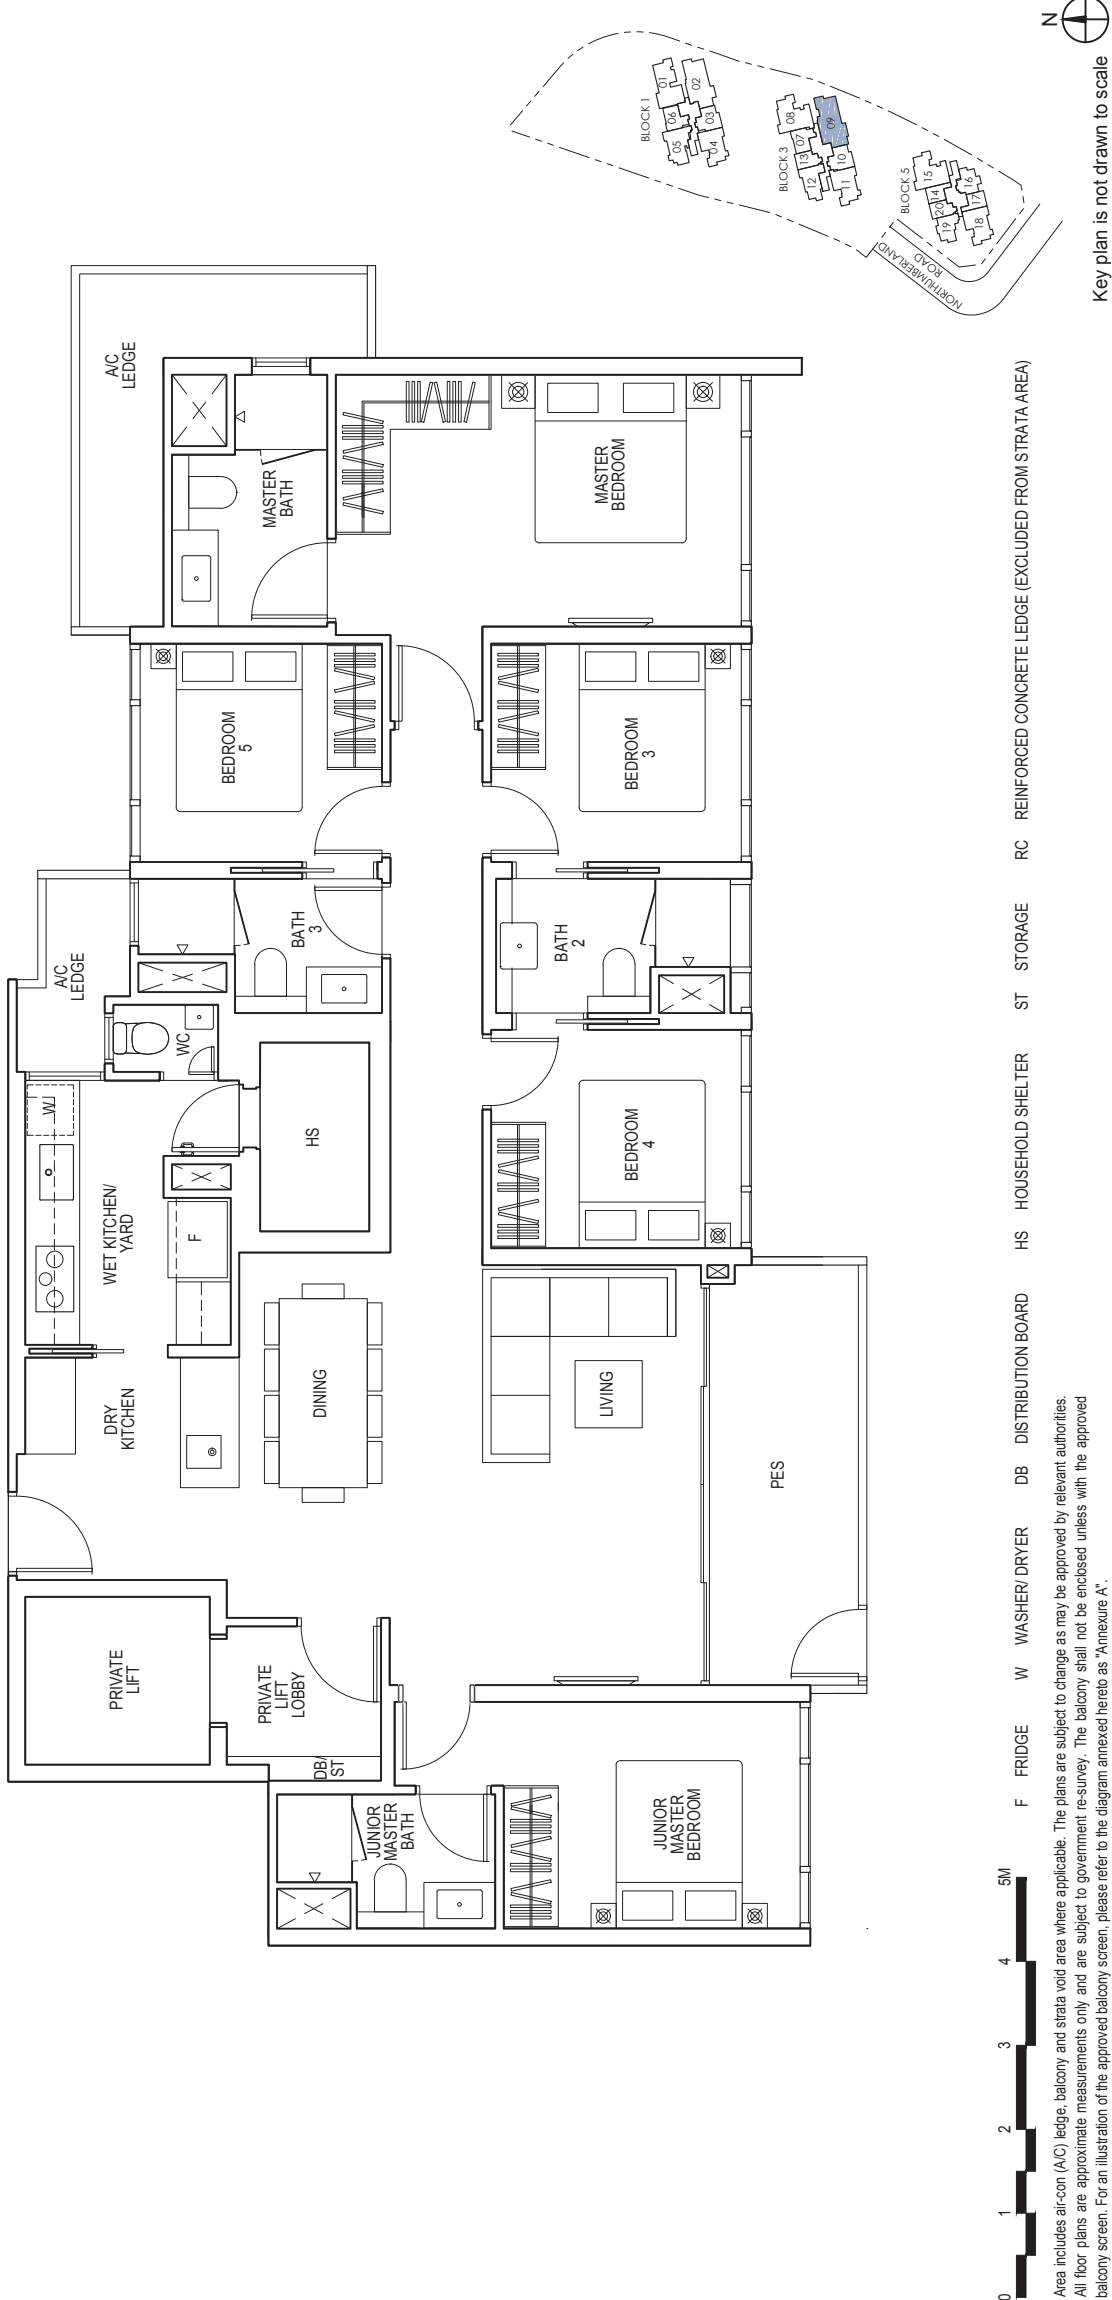 A/C
LEDGE
MASTER
BATH
MASTER
BEDROOM
BEDROOM
5
BEDROOM
3
A/C
LEDGE
BATH
3
BATH
2
WC
W
HS
WET KITCHEN/
YARD
F
BEDROOM
4
DRY
KITCHEN
DINING
LIVING
PES
PRIVATE
LIFT
PRIVATE
LIFT
LOBBY
DB/
ST
JUNIOR
MASTER
BATH
JUNIOR
MASTER
BEDROOM
BLOCK 1
01
02
03
04
05
06
BLOCK 3
07
08
09
10
11
12
13
BLOCK 5
14
15
16
17
18
19
20
NORTHUMBERLAND
ROAD
N
Key plan is not drawn to scale
F FRIDGE W WASHER/ DRYER DB DISTRIBUTION BOARD HS HOUSEHOLD SHELTER ST STORAGE RC REINFORCED CONCRETE LEDGE (EXCLUDED FROM STRATA AREA)
0 1 2 3 4 5M
Area includes air-con (A/C) ledge, balcony and strata void area where applicable. The plans are subject to change as may be approved by relevant authorities.
All floor plans are approximate measurements only and are subject to government re-survey. The balcony shall not be enclosed unless with the approved
balcony screen. For an illustration of the approved balcony screen, please refer to the diagram annexed hereto as "Annexure A".